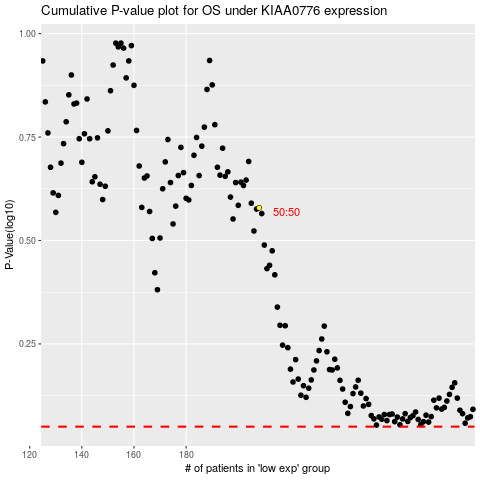 Cumulative P-value plot for OS under KIAA0776 expression
1.00
0.75
0.50
0.25
P-Value(log10)
50:50
120 140 160 180
# of patients in 'low exp' group